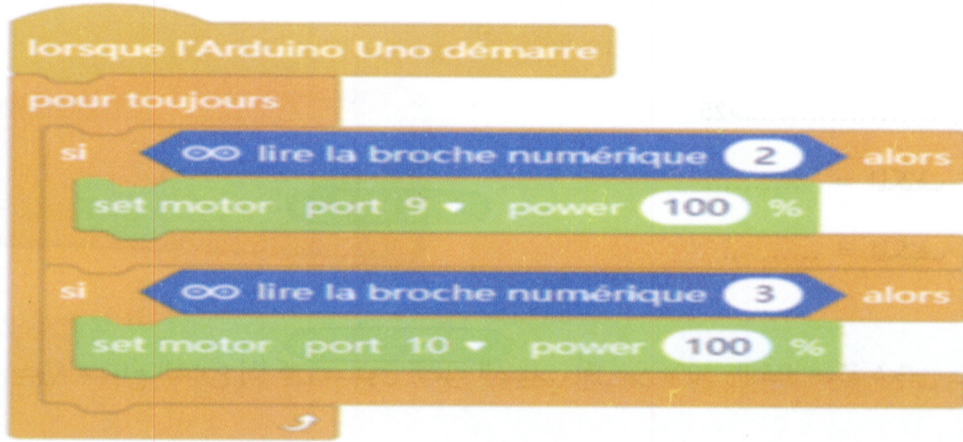 lorsque l'Arduino Uno démarre
pour toujours
si lire la broche numérique 2 alors
set motor port 9 power 100 %
si lire la broche numérique 3 alors
set motor port 10 power 100 %